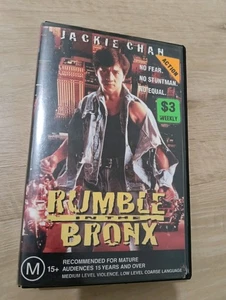 JACKIE CHAN
ACTION
NO FEAR.
NO STUNTMAN.
NO EQUAL.
$3
WEEKLY
RUMBLE
IN THE
BRONX
M 15+
RECOMMENDED FOR MATURE
AUDIENCES 15 YEARS AND OVER
MEDIUM LEVEL VIOLENCE, LOW LEVEL COARSE LANGUAGE